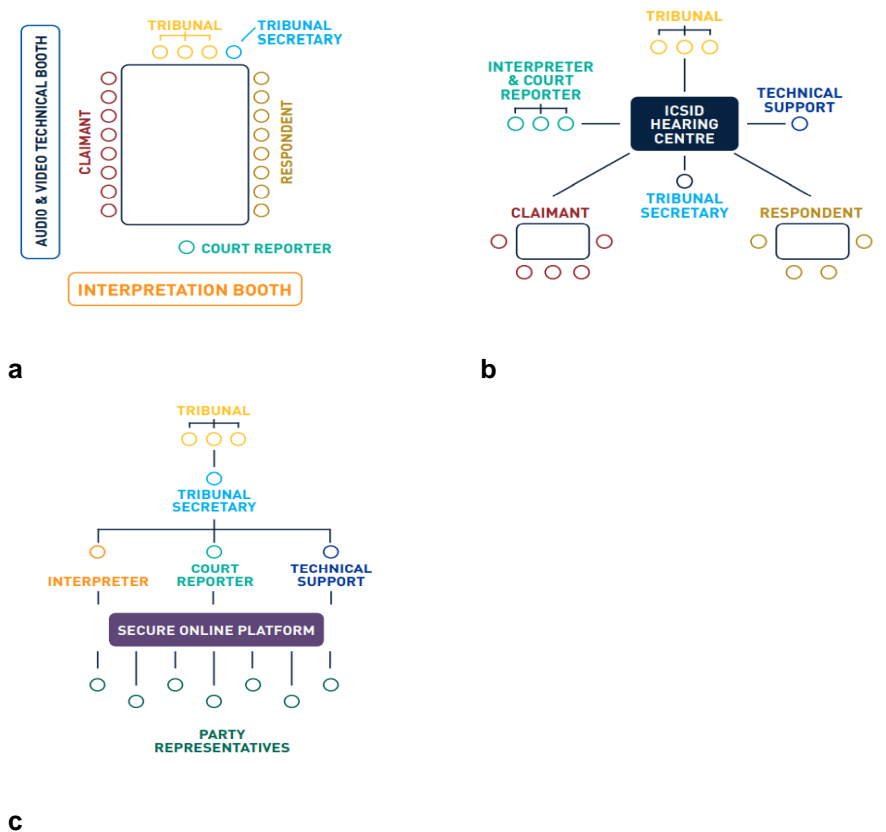 TRIBUNAL
TRIBUNAL
SECRETARY
AUDIO & VIDEO TECHNICAL BOOTH
CLAIMANT
RESPONDENT
COURT REPORTER
INTERPRETATION BOOTH
a
TRIBUNAL
INTERPRETER
& COURT
REPORTER
ICSID
HEARING
CENTRE
TECHNICAL
SUPPORT
TRIBUNAL
SECRETARY
CLAIMANT
RESPONDENT
b
TRIBUNAL
TRIBUNAL
SECRETARY
INTERPRETER
COURT
REPORTER
TECHNICAL
SUPPORT
SECURE ONLINE PLATFORM
PARTY
REPRESENTATIVES
c